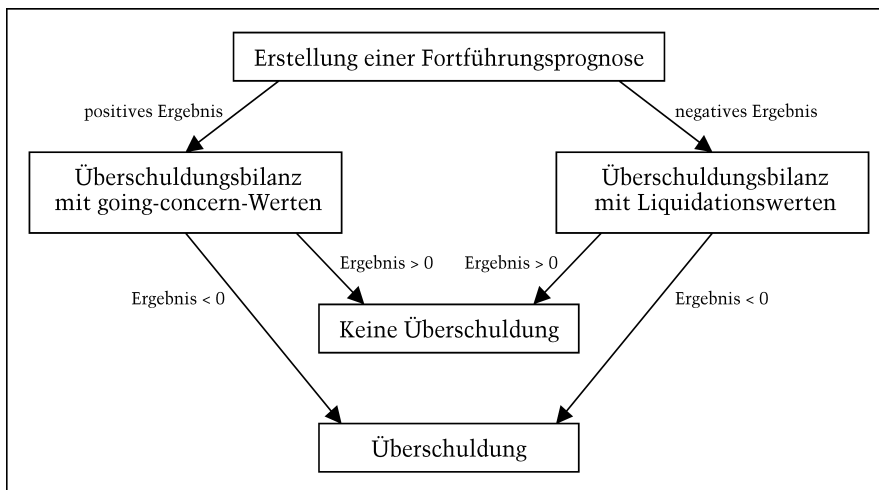 Erstellung einer Fortführungsprognose
positives Ergebnis
negatives Ergebnis
Überschuldungsbilanz
mit going-concern-Werten
Überschuldungsbilanz
mit Liquidationswerten
Ergebnis > 0
Ergebnis > 0
Ergebnis < 0
Ergebnis < 0
Keine Überschuldung
Überschuldung